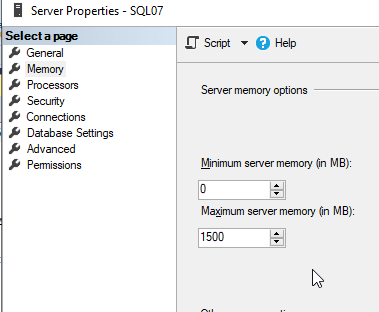 Server Properties - SQL07
Select a page
General
Memory
Processors
Security
Connections
Database Settings
Advanced
Permissions
Script
Help
Server memory options
Minimum server memory (in MB):
0
Maximum server memory (in MB):
1500